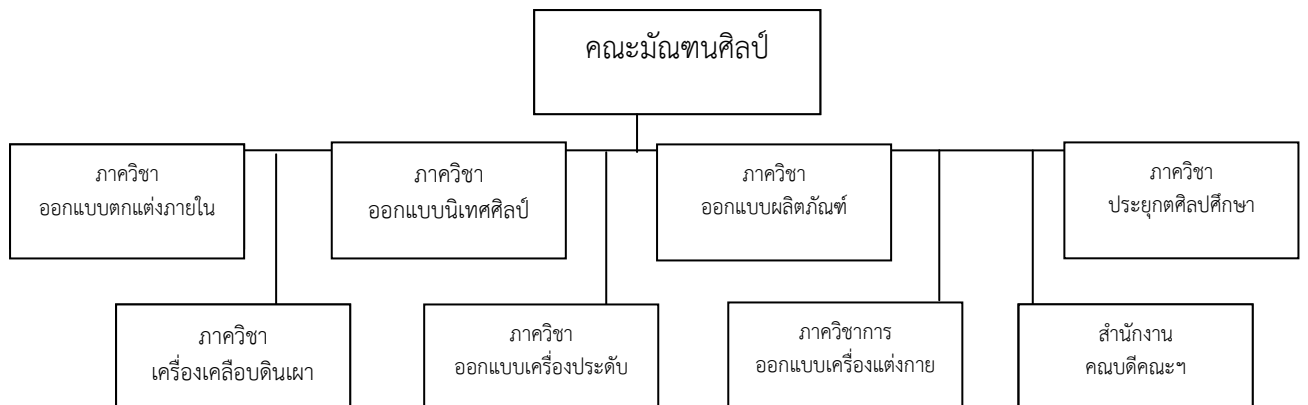 คณะมัณฑนศิลป์
ภาควิชา
ออกแบบตกแต่งภายใน
ภาควิชา
ออกแบบนิเทศศิลป์
ภาควิชา
ออกแบบผลิตภัณฑ์
ภาควิชา
ประยุกตศิลปศึกษา
ภาควิชา
เครื่องเคลือบดินเผา
ภาควิชา
ออกแบบเครื่องประดับ
ภาควิชาการ
ออกแบบเครื่องแต่งกาย
สำนักงาน
คณบดีคณะฯ